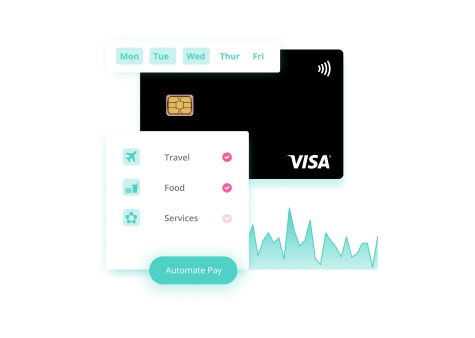 Mon Tue Wed Thur Fri
VISA
Travel
Food
Services
Automate Pay